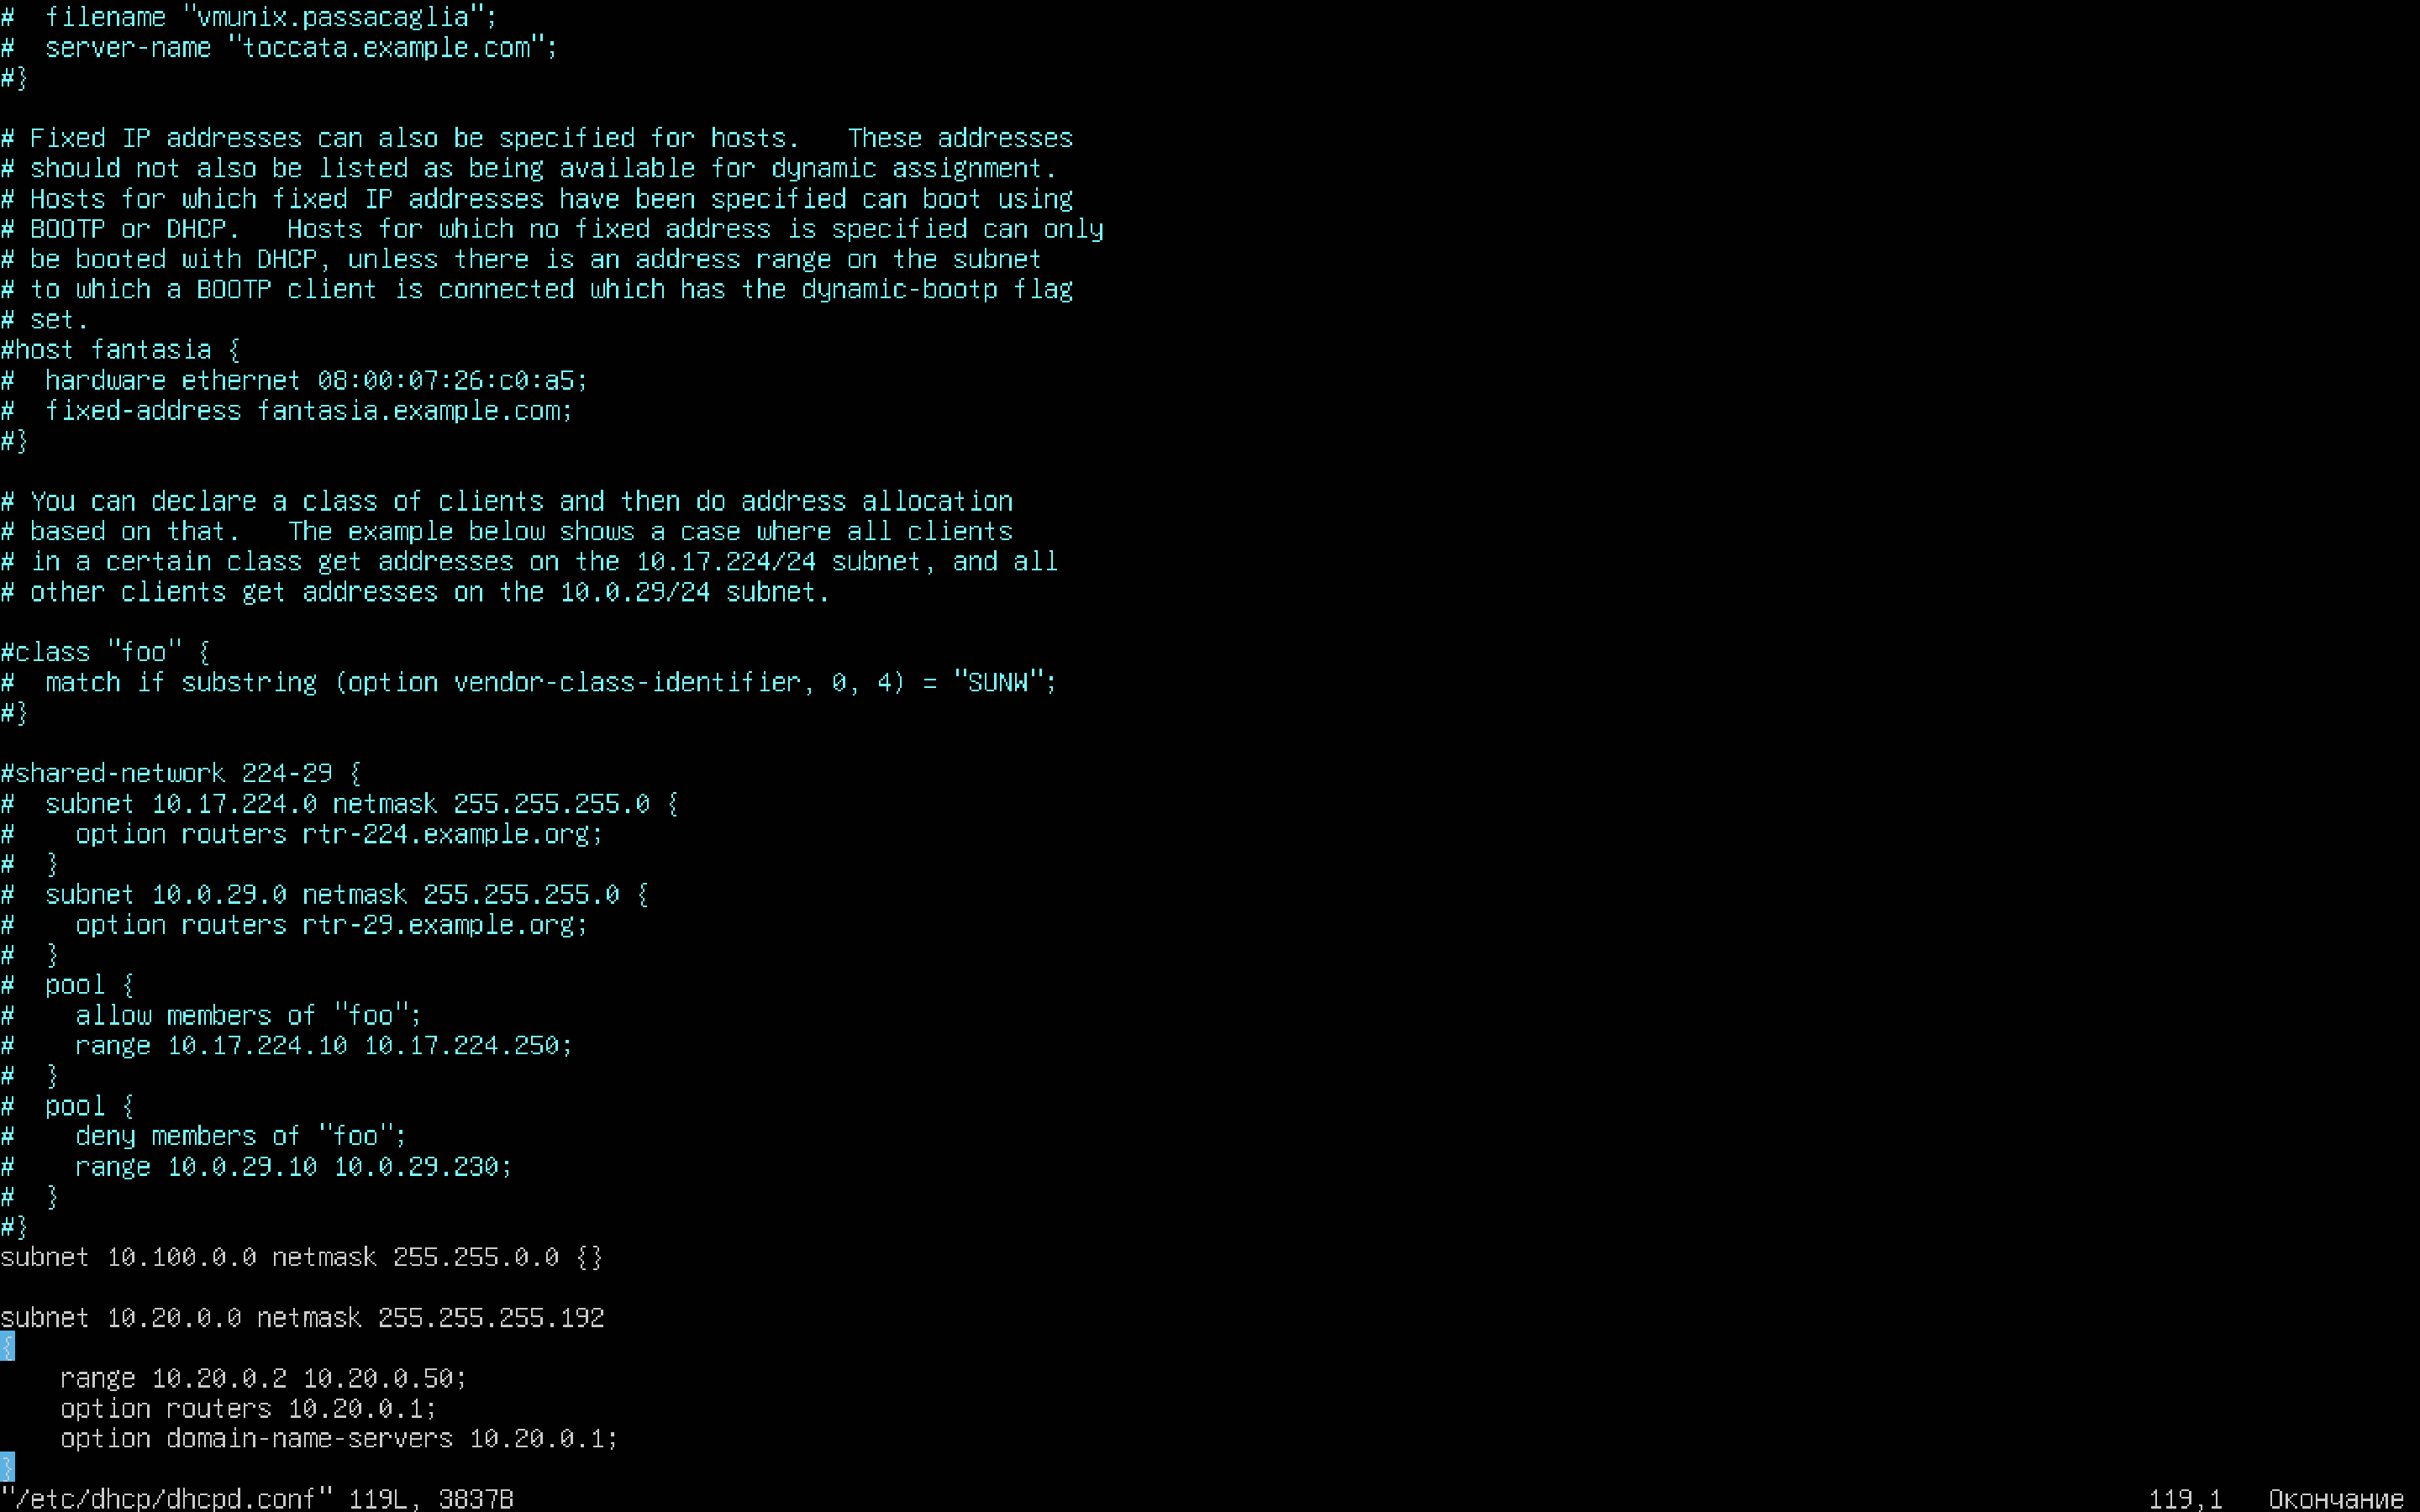 #  filename "vmunix.passacaglia";
#  server-name "toccata.example.com";
#}

# Fixed IP addresses can also be specified for hosts.   These addresses
# should not also be listed as being available for dynamic assignment.
# Hosts for which fixed IP addresses have been specified can boot using
# BOOTP or DHCP.   Hosts for which no fixed address is specified can only
# be booted with DHCP, unless there is an address range on the subnet
# to which a BOOTP client is connected which has the dynamic-bootp flag
# set.
#host fantasia {
#  hardware ethernet 08:00:07:26:c0:a5;
#  fixed-address fantasia.example.com;
#}

# You can declare a class of clients and then do address allocation
# based on that.   The example below shows a case where all clients
# in a certain class get addresses on the 10.17.224/24 subnet, and all
# other clients get addresses on the 10.0.29/24 subnet.

#class "foo" {
#  match if substring (option vendor-class-identifier, 0, 4) = "SUNW";
#}

#shared-network 224-29 {
#  subnet 10.17.224.0 netmask 255.255.255.0 {
#    option routers rtr-224.example.org;
#  }
#  subnet 10.0.29.0 netmask 255.255.255.0 {
#    option routers rtr-29.example.org;
#  }
#  pool {
#    allow members of "foo";
#    range 10.17.224.10 10.17.224.250;
#  }
#  pool {
#    deny members of "foo";
#    range 10.0.29.10 10.0.29.230;
#  }
#}
subnet 10.100.0.0 netmask 255.255.0.0 {}

subnet 10.20.0.0 netmask 255.255.255.192
{
    range 10.20.0.2 10.20.0.50;
    option routers 10.20.0.1;
    option domain-name-servers 10.20.0.1;
}
"/etc/dhcp/dhcpd.conf" 119L, 3837B 119,1 Окончание